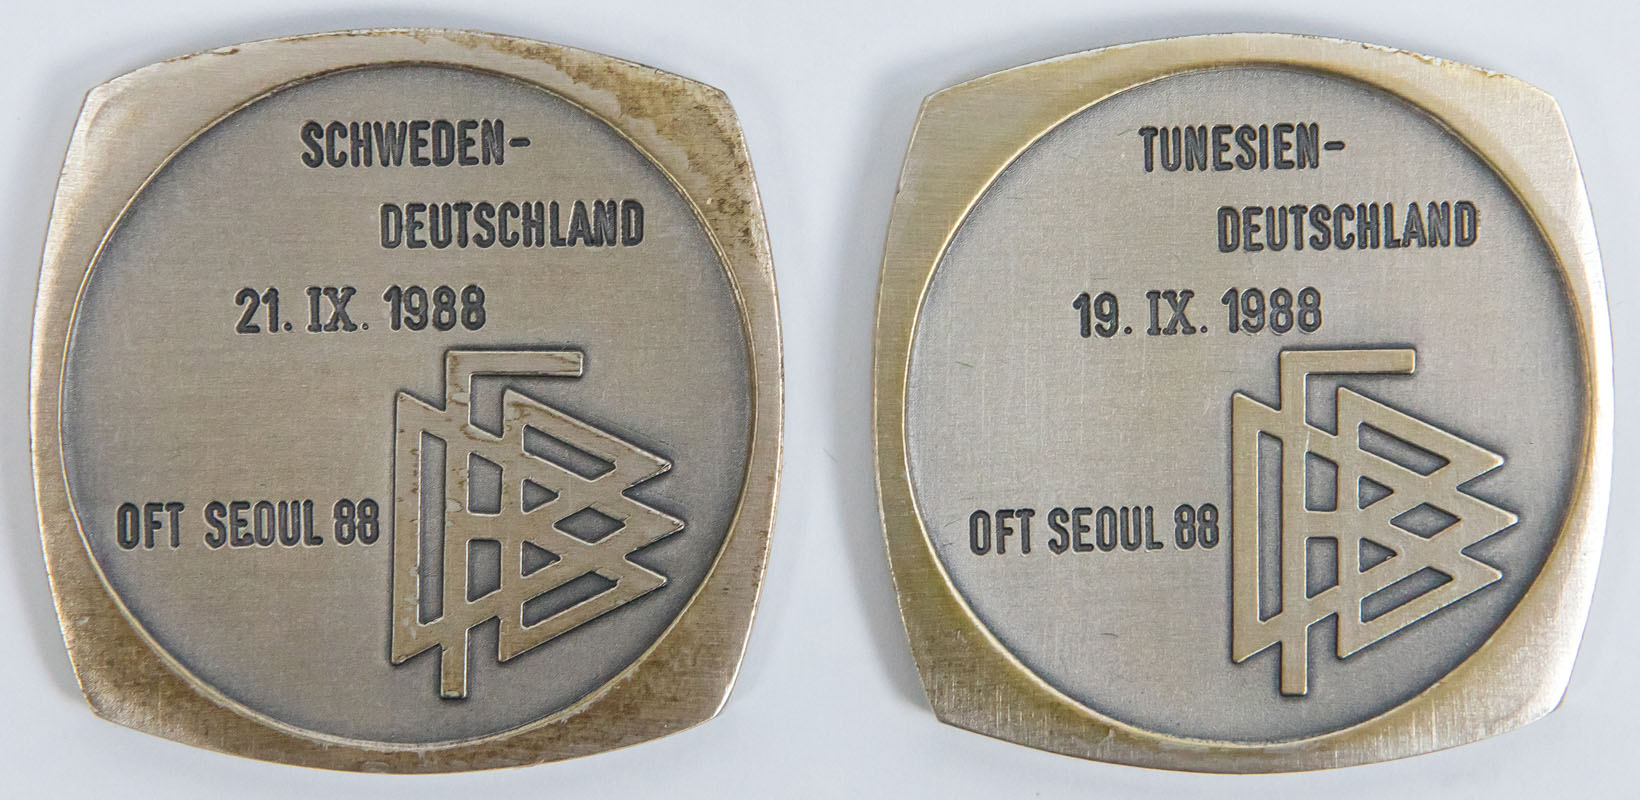 SCHWEDEN-
DEUTSCHLAND
21. IX. 1988
OFT SEOUL 88
TUNESIEN-
DEUTSCHLAND
19. IX. 1988
OFT SEOUL 88